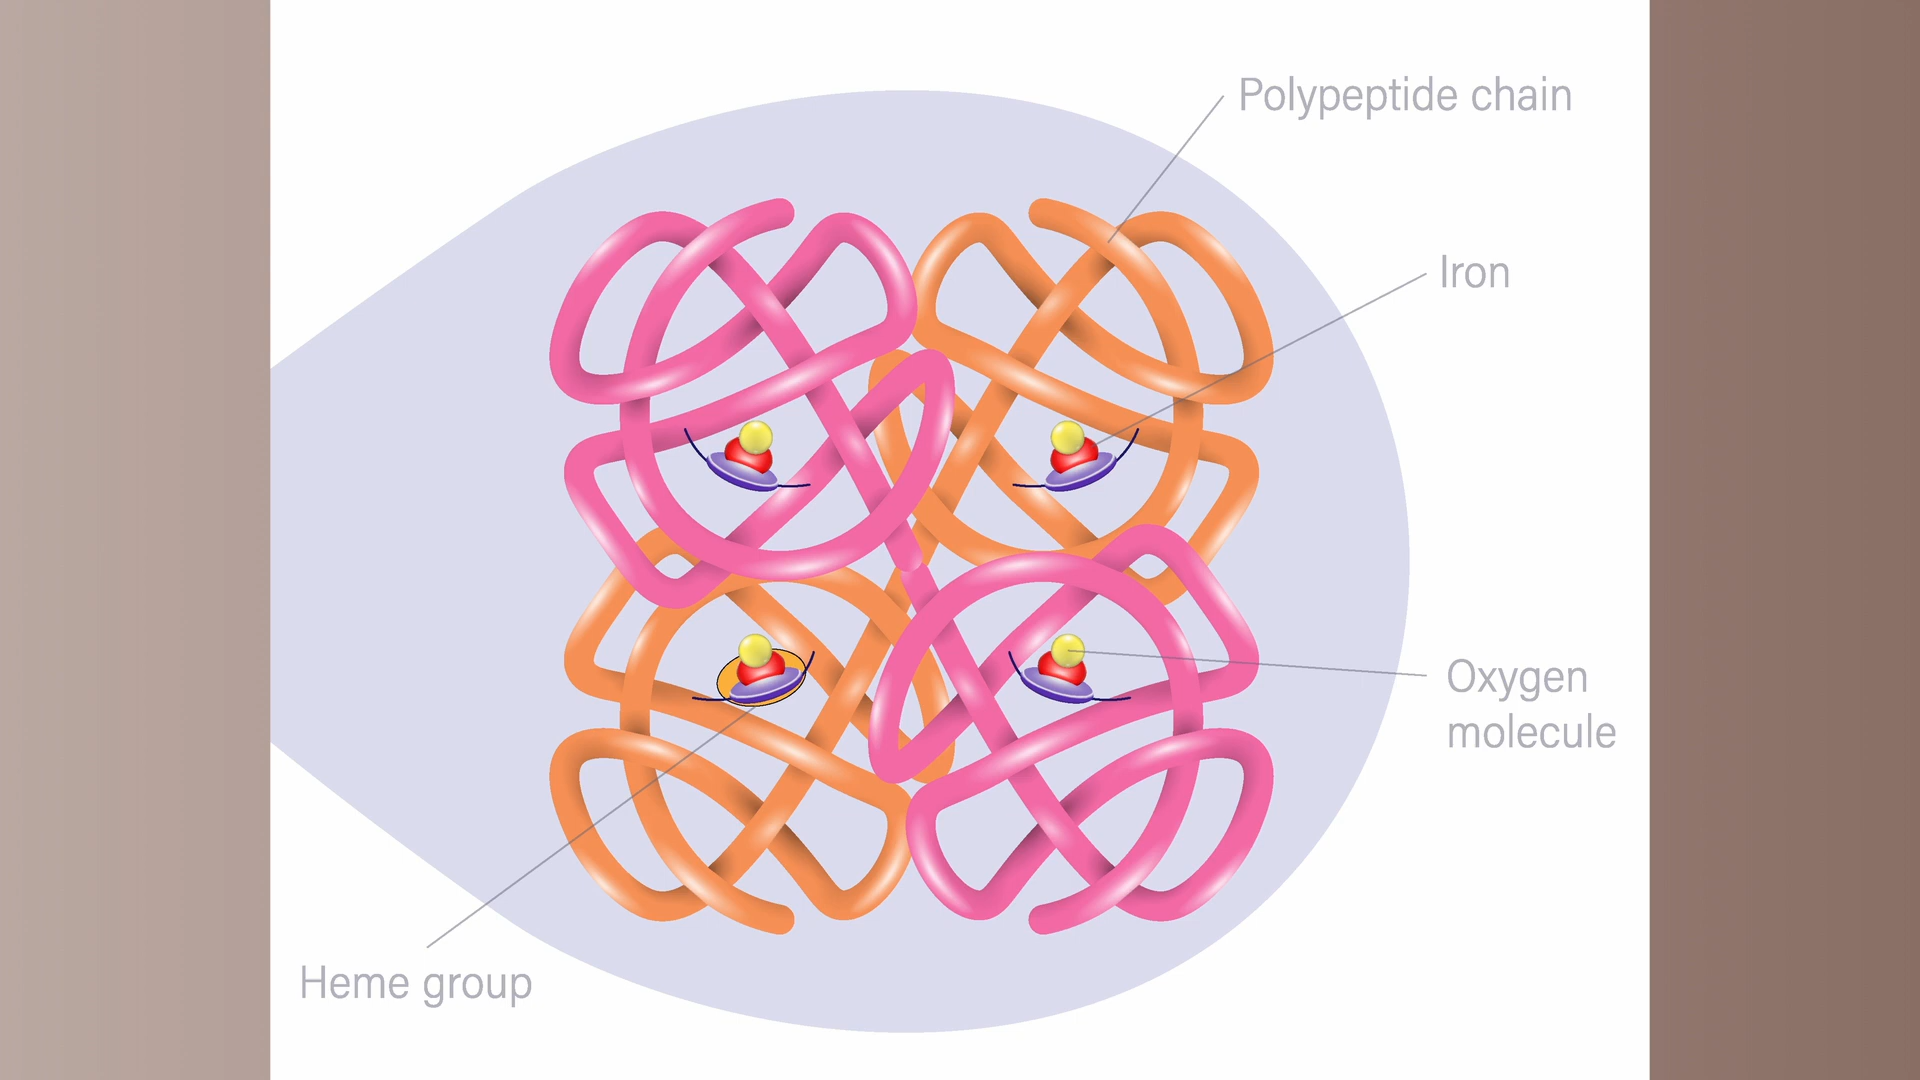 Polypeptide chain
Iron
Oxygen
molecule
Heme group